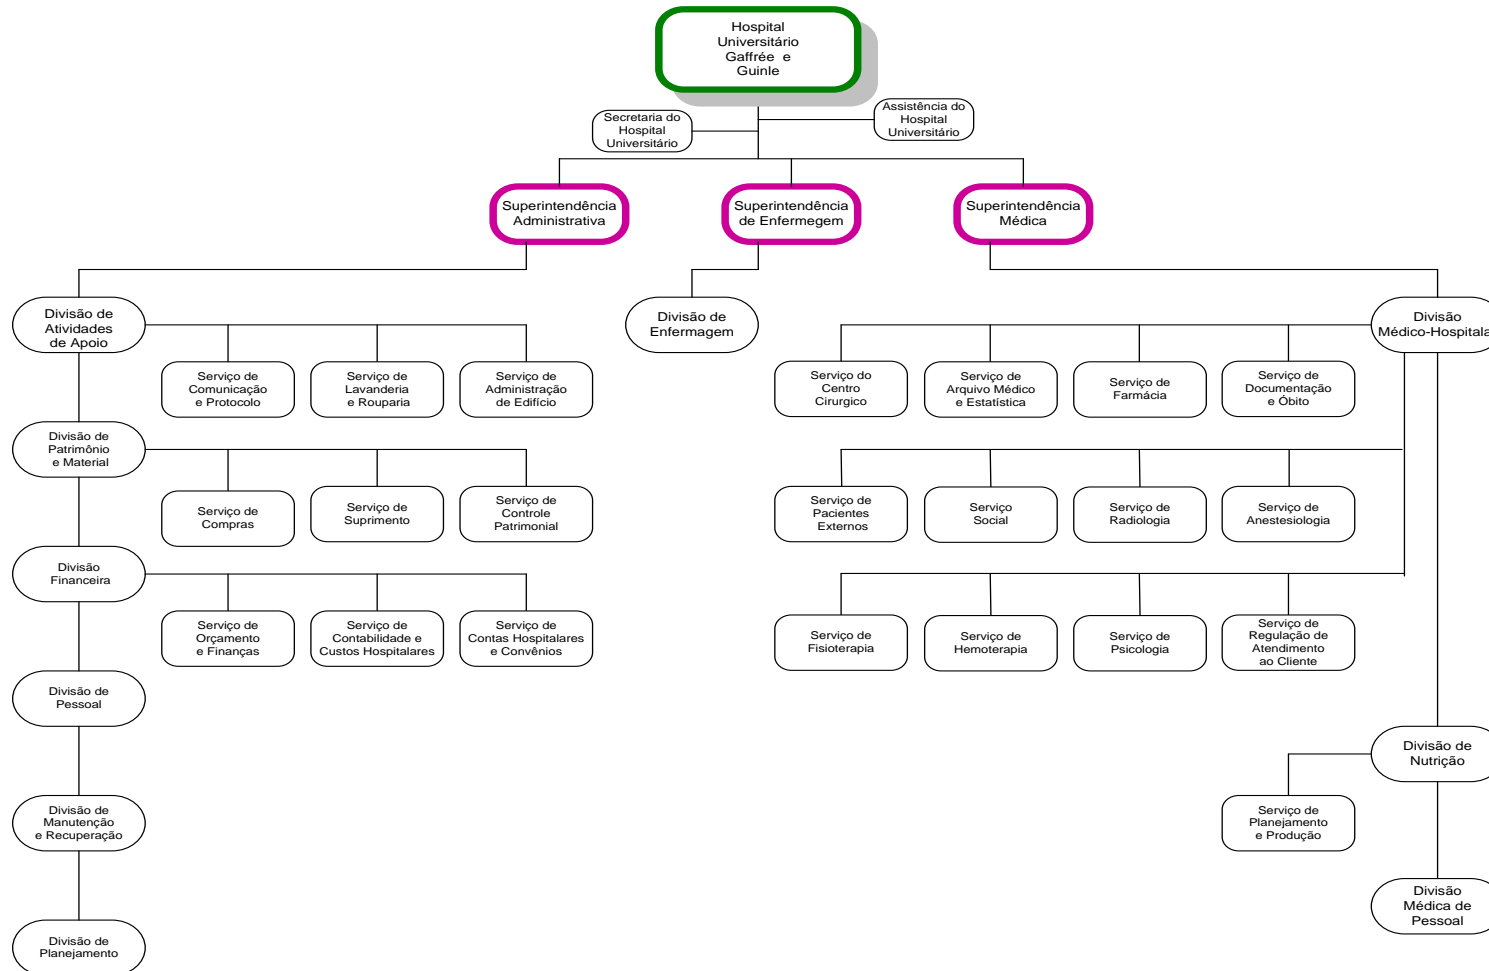 Hospital
Universitário
Gaffrée e
Guinle
Secretaria do
Hospital
Universitário
Assistência do
Hospital
Universitário
Superintendência
Administrativa
Superintendência
de Enfermegem
Superintendência
Médica
Divisão de
Atividades
de Apoio
Divisão de
Enfermagem
Divisão
Médico-Hospitala
Serviço de
Comunicação
e Protocolo
Serviço de
Lavanderia
e Rouparia
Serviço de
Administração
de Edifício
Serviço do
Centro
Cirurgico
Serviço de
Arquivo Médico
e Estatística
Serviço de
Farmácia
Serviço de
Documentação
e Óbito
Divisão de
Patrimônio
e Material
Serviço de
Compras
Serviço de
Suprimento
Serviço de
Controle
Patrimonial
Serviço de
Pacientes
Externos
Serviço
Social
Serviço de
Radiologia
Serviço de
Anestesiologia
Divisão
Financeira
Serviço de
Orçamento
e Finanças
Serviço de
Contabilidade e
Custos Hospitalares
Serviço de
Contas Hospitalares
e Convênios
Serviço de
Fisioterapia
Serviço de
Hemoterapia
Serviço de
Psicologia
Serviço de
Regulação de
Atendimento
ao Cliente
Divisão de
Pessoal
Divisão de
Nutrição
Divisão de
Manutenção
e Recuperação
Serviço de
Planejamento
e Produção
Divisão
Médica de
Pessoal
Divisão de
Planejamento